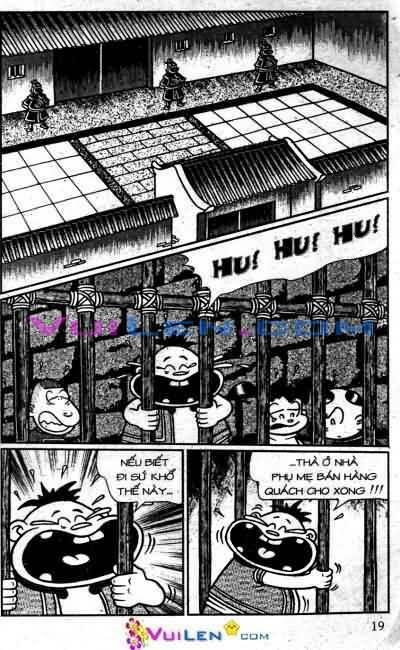 HU! HU! HU!
VUILEN.COM
NẾU BIẾT
ĐI SỨ KHỔ
THẾ NÀY...
...THÀ Ở NHÀ
PHỤ MẸ BÁN HÀNG
QUÁCH CHO XONG !!!
19
VUILEN.COM